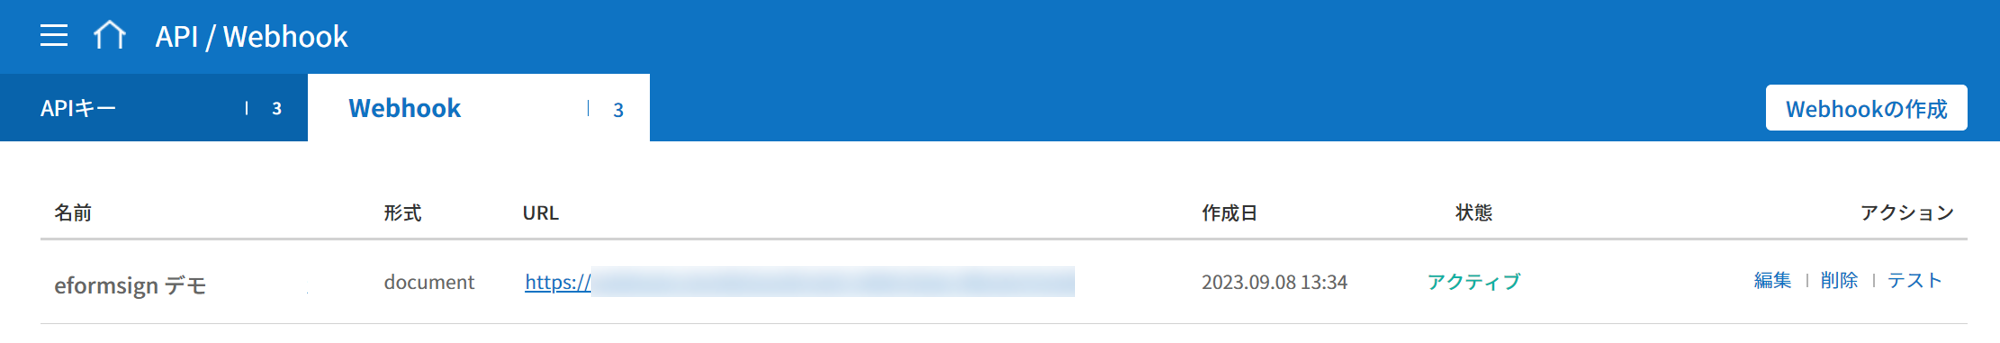 API / Webhook
APIキー | 3
Webhook | 3
Webhookの作成
名前 形式 URL 作成日 状態 アクション
eformsign デモ document https:// 2023.09.08 13:34 アクティブ 編集 | 削除 | テスト